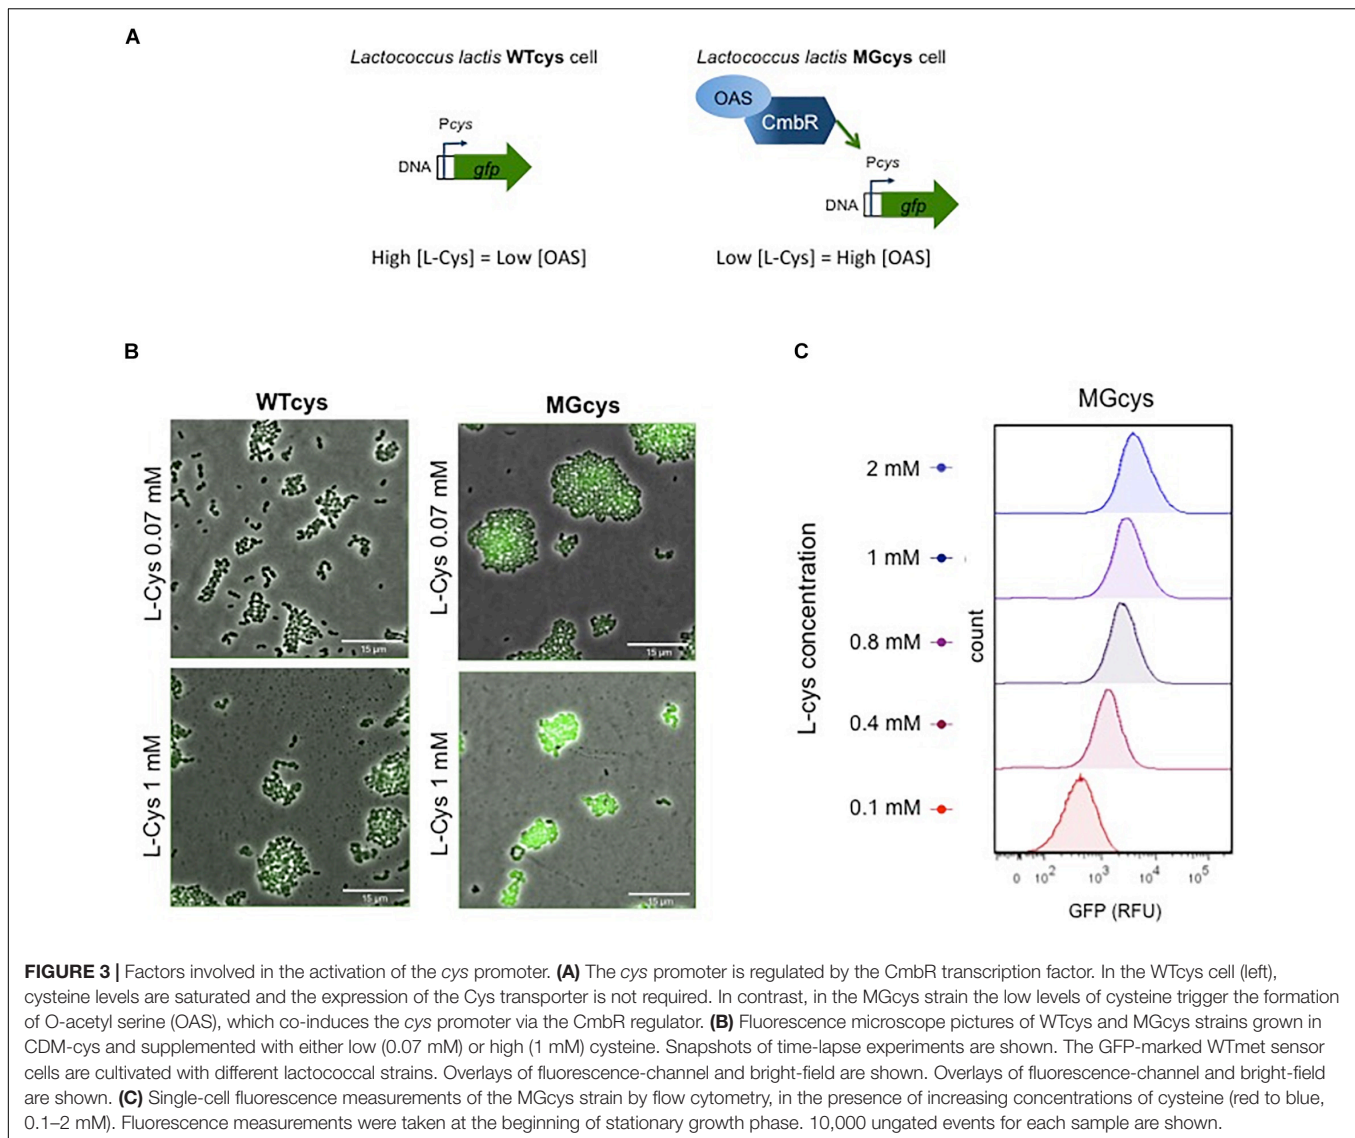 A
Lactococcus lactis WTcys cell
Lactococcus lactis MGcys cell
OAS
CmbR
Pcys
DNA
gfp
Pcys
DNA
gfp
High [L-Cys] = Low [OAS]
Low [L-Cys] = High [OAS]
B
WTcys
MGcys
L-Cys 0.07 mM
15 µm
L-Cys 0.07 mM
15 µm
L-Cys 1 mM
15 µm
L-Cys 1 mM
15 µm
C
MGcys
L-cys concentration
2 mM
1 mM
0.8 mM
0.4 mM
0.1 mM
count
0 10² 10³ 10⁴ 10⁵
GFP (RFU)
FIGURE 3 | Factors involved in the activation of the cys promoter. (A) The cys promoter is regulated by the CmbR transcription factor. In the WTcys cell (left),
cysteine levels are saturated and the expression of the Cys transporter is not required. In contrast, in the MGcys strain the low levels of cysteine trigger the formation
of O-acetyl serine (OAS), which co-induces the cys promoter via the CmbR regulator. (B) Fluorescence microscope pictures of WTcys and MGcys strains grown in
CDM-cys and supplemented with either low (0.07 mM) or high (1 mM) cysteine. Snapshots of time-lapse experiments are shown. The GFP-marked WTmet sensor
cells are cultivated with different lactococcal strains. Overlays of fluorescence-channel and bright-field are shown. Overlays of fluorescence-channel and bright-field
are shown. (C) Single-cell fluorescence measurements of the MGcys strain by flow cytometry, in the presence of increasing concentrations of cysteine (red to blue,
0.1–2 mM). Fluorescence measurements were taken at the beginning of stationary growth phase. 10,000 ungated events for each sample are shown.